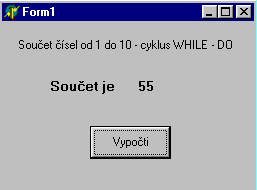 Form1
Součet čísel od 1 do 10 - cyklus WHILE - DO
Součet je 55
Vypočti